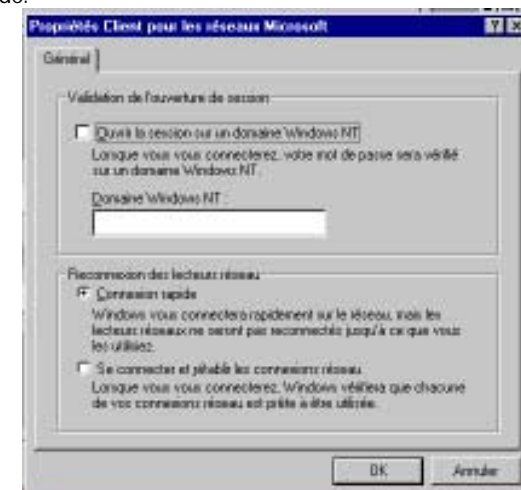 Propriétés Client pour les réseaux Microsoft
Général
Validation de l'ouverture de session
Ouvrir la session sur un domaine Windows NT
Lorsque vous vous connecterez, votre mot de passe sera vérifié
sur un domaine Windows NT.
Domaine Windows NT :
Reconnexion des lecteurs réseau
Connexion rapide
Windows vous connectera rapidement sur le réseau, mais les
lecteurs réseaux ne seront pas reconnectés jusqu'à ce que vous
les utilisiez.
Se connecter et rétablir les connexions réseau.
Lorsque vous vous connecterez, Windows vérifiera que chacune
de vos connexions réseau est prête à être utilisée.
OK
Annuler